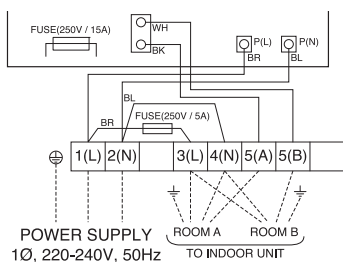 FUSE(250V / 15A)
WH
BK
P(L)
P(N)
BR
BL
BL
FUSE(250V / 5A)
BR
1(L) 2(N) 3(L) 4(N) 5(A) 5(B)
POWER SUPPLY
1Ø, 220-240V, 50Hz
ROOM A
ROOM B
TO INDOOR UNIT